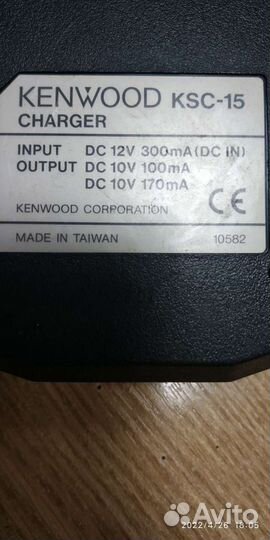 KENWOOD KSC-15
CHARGER
INPUT DC 12V 300mA (DC IN)
OUTPUT DC 10V 100mA
DC 10V 170mA
KENWOOD CORPORATION CE
MADE IN TAIWAN 10582
2022/4/26 18:05
Avito